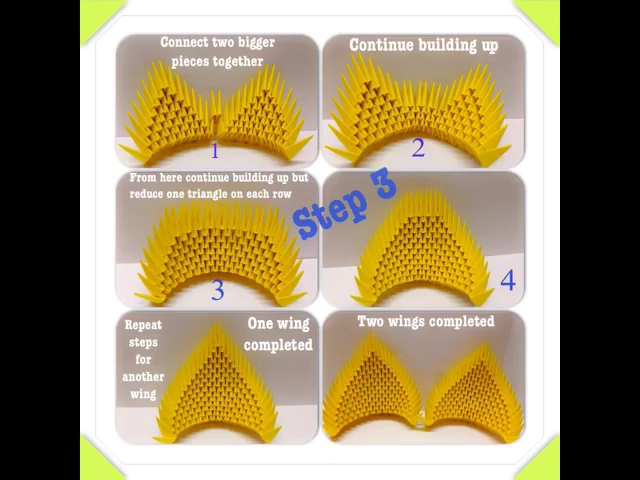 Connect two bigger
pieces together
1
Continue building up
2
From here continue building up but
reduce one triangle on each row
3
Step 3
4
Repeat
steps
for
another
wing
One wing
completed
Two wings completed